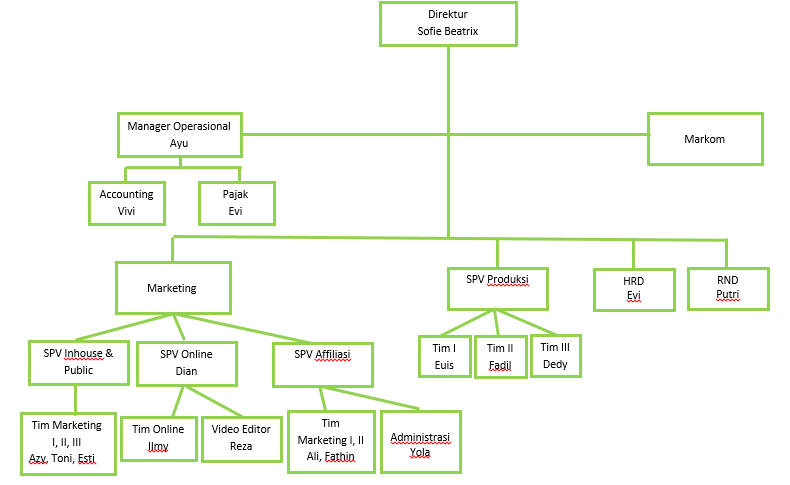 Direktur
Sofie Beatrix
Manager Operasional
Ayu
Markom
Accounting
Vivi
Pajak
Evi
Marketing
SPV Produksi
HRD
Evi
RND
Putri
SPV Inhouse &
Public
SPV Online
Dian
SPV Affiliasi
Tim I
Euis
Tim II
Fadil
Tim III
Dedy
Tim Marketing
I, II, III
Azy, Toni, Esti
Tim Online
Ilmy
Video Editor
Reza
Tim
Marketing I, II
Ali, Fathin
Administrasi
Yola